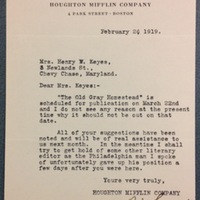 HOUGHTON MIFFLIN COMPANY
4 PARK STREET · BOSTON
February 24 1919.
Mrs. Henry W. Keyes,
5 Newlands St.,
Chevy Chase, Maryland.
Dear Mrs. Keyes:-
"The Old Gray Homestead" is
scheduled for publication on March 22nd
and I do not see any reason at the present
time why it should not be out on that
date.
All of your suggestions have been
noted and will be of real assistance to
us next month. In the meantime I shall
try to get hold of some other literary
editor as the Philadelphia man I spoke
of unfortunately gave up his position a
few days after you were here.
Yours very truly,
HOUGHTON MIFFLIN COMPANY